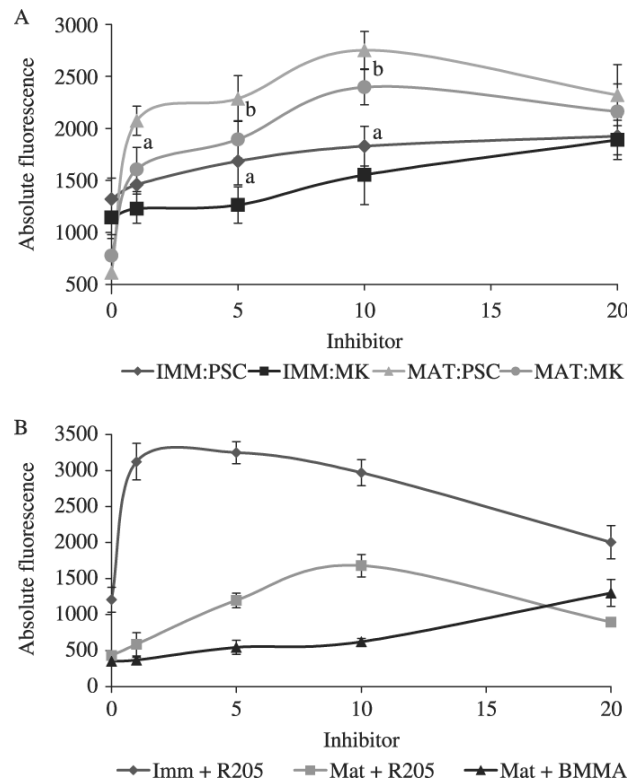 A
3000
2500
2000
1500
1000
500
Absolute fluorescence
a
b
b
a
a
0 5 10 15 20
Inhibitor
IMM:PSC IMM:MK MAT:PSC MAT:MK
B
3500
3000
2500
2000
1500
1000
500
0
Absolute fluorescence
0 5 10 15 20
Inhibitor
Imm + R205 Mat + R205 Mat + BMMA